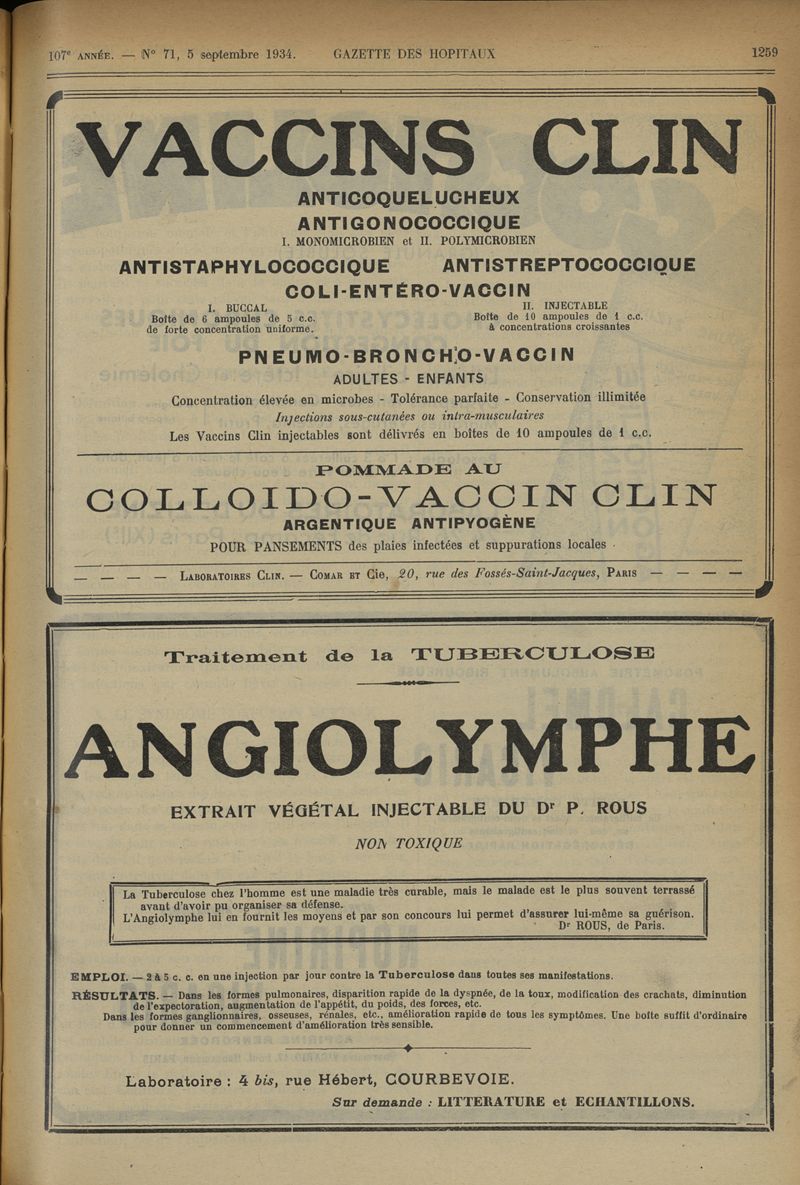 107e ANNÉE. — N° 71, 5 septembre 1934. GAZETTE DES HOPITAUX 1259
VACCINS CLIN
ANTICOQUELUCHEUX
ANTIGONOCOCCIQUE
I. MONOMICROBIEN et II. POLYMICROBIEN
ANTISTAPHYLOCOCCIQUE ANTISTREPTOCOCCIQUE
COLI-ENTÉRO-VACCIN
I. BUCCAL
Boîte de 6 ampoules de 5 c.c.
de forte concentration uniforme.
II. INJECTABLE
Boîte de 10 ampoules de 1 c.c.
à concentrations croissantes
PNEUMO-BRONCHO-VACCIN
ADULTES - ENFANTS
Concentration élevée en microbes - Tolérance parfaite - Conservation illimitée
Injections sous-cutanées ou intra-musculaires
Les Vaccins Clin injectables sont délivrés en boîtes de 10 ampoules de 1 c.c.
POMMADE AU
COLLOIDO-VACCIN CLIN
ARGENTIQUE ANTIPYOGÈNE
POUR PANSEMENTS des plaies infectées et suppurations locales
— — — — LABORATOIRES CLIN. — COMAR ET Cie, 20, rue des Fossés-Saint-Jacques, PARIS — — — —
Traitement de la TUBERCULOSE
ANGIOLYMPHE
EXTRAIT VÉGÉTAL INJECTABLE DU Dr P. ROUS
NON TOXIQUE
La Tuberculose chez l'homme est une maladie très curable, mais le malade est le plus souvent terrassé
avant d'avoir pu organiser sa défense.
L'Angiolymphe lui en fournit les moyens et par son concours lui permet d'assurer lui-même sa guérison.
Dr ROUS, de Paris.
EMPLOI. — 2 à 5 c. c. en une injection par jour contre la Tuberculose dans toutes ses manifestations.
RÉSULTATS. — Dans les formes pulmonaires, disparition rapide de la dyspnée, de la toux, modification des crachats, diminution
de l'expectoration, augmentation de l'appétit, du poids, des forces, etc.
Dans les formes ganglionnaires, osseuses, rénales, etc., amélioration rapide de tous les symptômes. Une boîte suffit d'ordinaire
pour donner un commencement d'amélioration très sensible.
Laboratoire : 4 bis, rue Hébert, COURBEVOIE.
Sur demande : LITTERATURE et ECHANTILLONS.